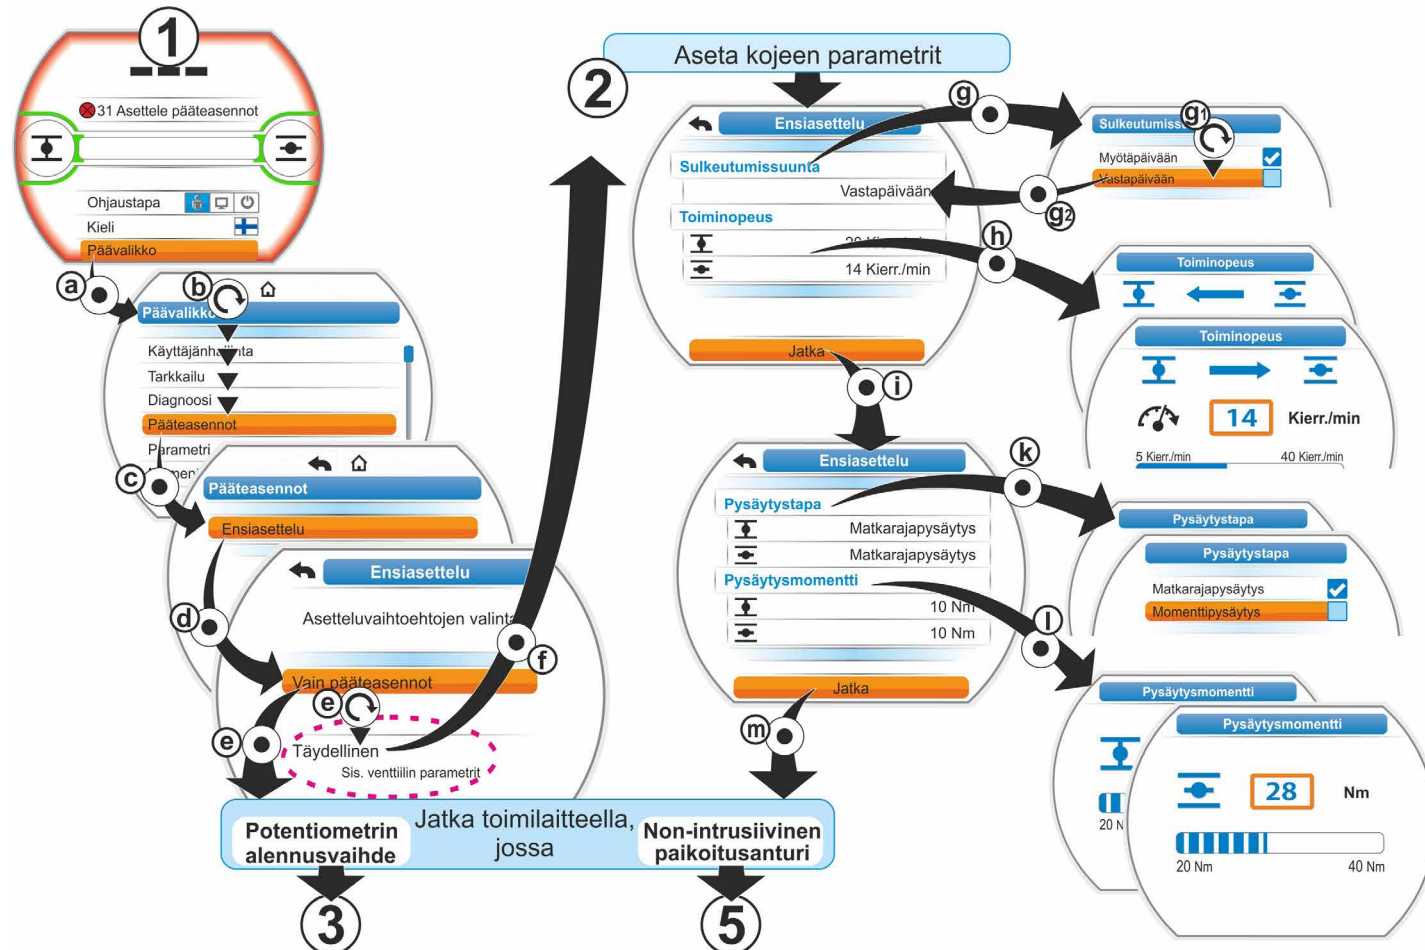 1
31 Asettele pääteasennot
Ohjaustapa
Kieli
Päävalikko
a
b
Päävalikko
Käyttäjänhallinta
Tarkkailu
Diagnoosi
Pääteasennot
Parametri
c
Pääteasennot
Ensiasettelu
d
Ensiasettelu
Asetteluvaihtoehtojen valinta
f
Vain pääteasennot
e
e
Täydellinen
Sis. venttiilin parametrit
2
Aseta kojeen parametrit
Ensiasettelu
Sulkeutumissuunta
Vastapäivään
Toiminopeus
14 Kierr./min
Jatka
g
g1
Myötäpäivään
Vastapäivään
g2
h
Toiminopeus
Toiminopeus
14 Kierr./min
5 Kierr./min 40 Kierr./min
i
Ensiasettelu
Pysäytystapa
Matkarajapysäytys
Matkarajapysäytys
Pysäytysmomentti
10 Nm
10 Nm
Jatka
k
Pysäytystapa
Pysäytystapa
Matkarajapysäytys
Momenttipysäytys
l
Pysäytysmomentti
20 N
Pysäytysmomentti
28 Nm
20 Nm 40 Nm
m
Jatka toimilaitteella,
jossa
Potentiometrin
alennusvaihde
Non-intrusiivinen
paikoitusanturi
3
5